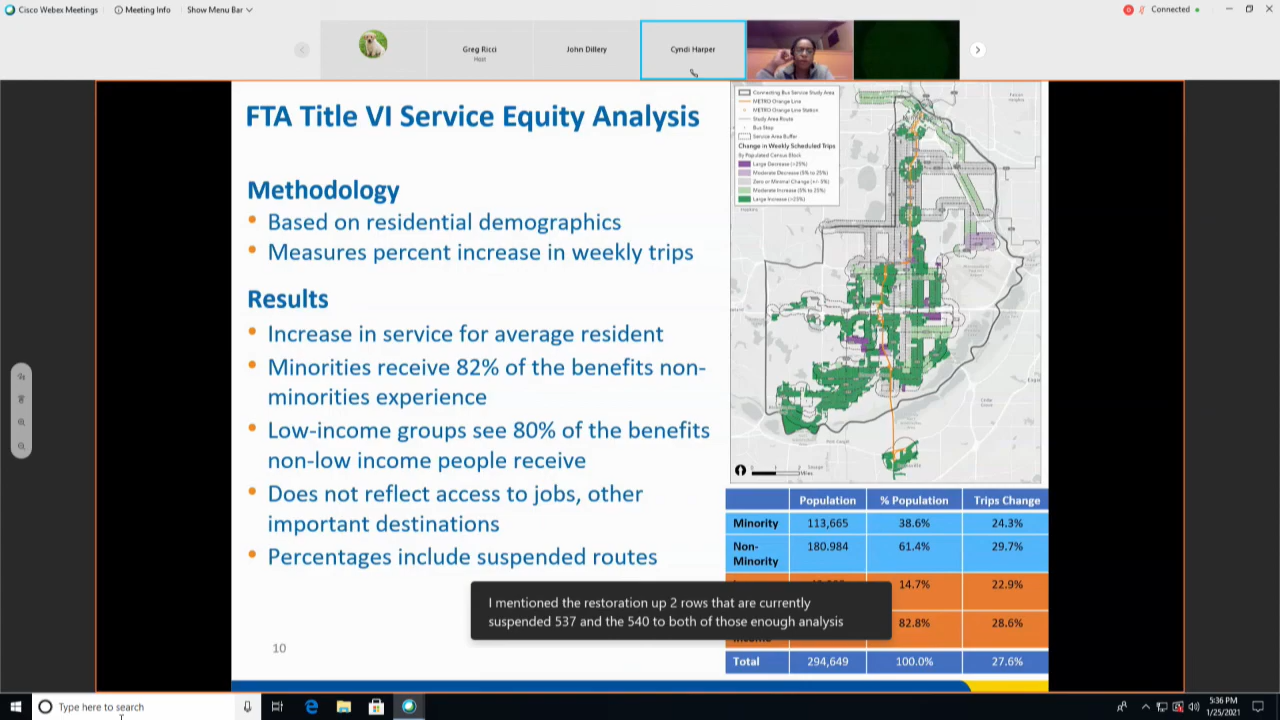 Cisco Webex Meetings
Meeting Info
Show Menu Bar
Connected
Greg Ricci
Host
John Dillery
Cyndi Harper
FTA Title VI Service Equity Analysis
Methodology
• Based on residential demographics
• Measures percent increase in weekly trips
Results
• Increase in service for average resident
• Minorities receive 82% of the benefits non-
minorities experience
• Low-income groups see 80% of the benefits
non-low income people receive
• Does not reflect access to jobs, other
important destinations
• Percentages include suspended routes
10
Connecting Bus Service Study Area
METRO Orange Line
METRO Orange Line Station
Study Area Route
Bus Stop
Service Area Buffer
Change in Weekly Scheduled Trips
By Populated Census Block
Large Decrease (>25%)
Moderate Decrease (5% to 25%)
Zero or Minimal Change (+/- 5%)
Moderate Increase (5% to 25%)
Large Increase (>25%)
Miles
Population % Population Trips Change
Minority 113,665 38.6% 24.3%
Non-
Minority 180.984 61.4% 29.7%
14.7% 22.9%
82.8% 28.6%
Total 294,649 100.0% 27.6%
I mentioned the restoration up 2 rows that are currently
suspended 537 and the 540 to both of those enough analysis
Type here to search
5:36 PM
1/25/2021